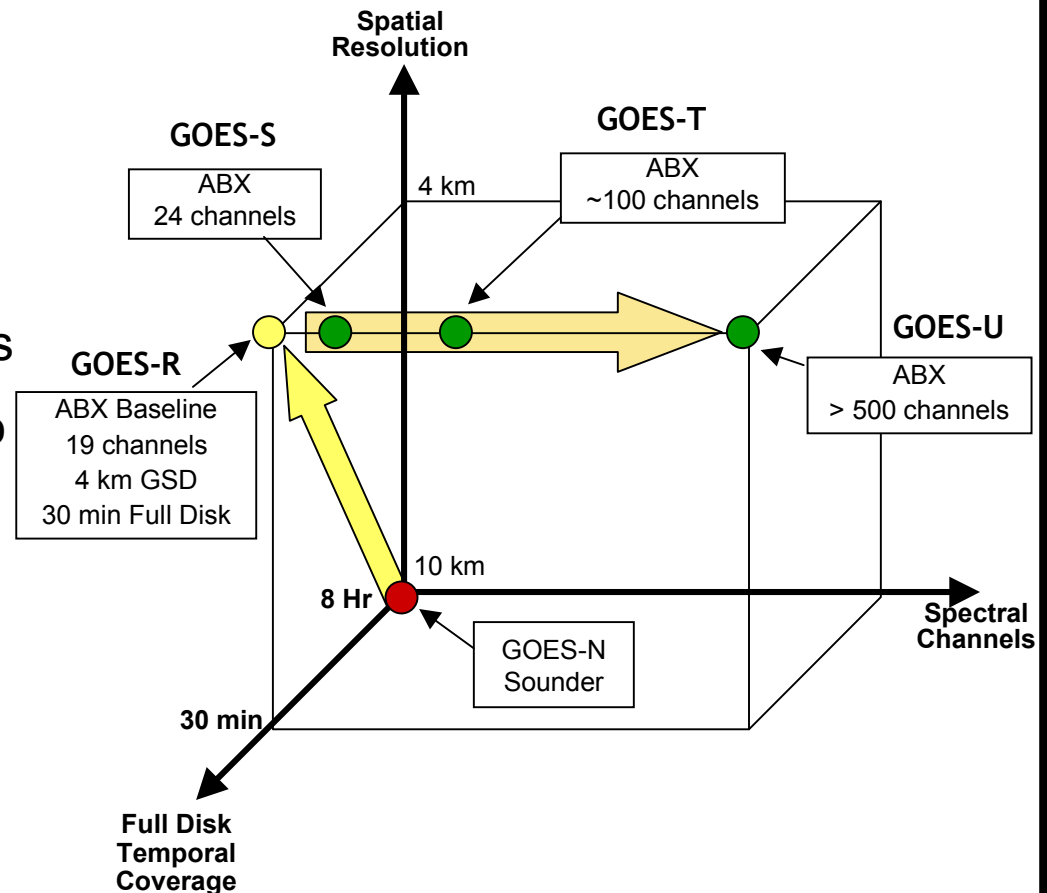 Spatial
Resolution
GOES-S
GOES-T
ABX
24 channels
4 km
ABX
~100 channels
S
GOES-R
GOES-U
ABX Baseline
19 channels
4 km GSD
30 min Full Disk
ABX
> 500 channels
10 km
8 Hr
Spectral
Channels
GOES-N
Sounder
30 min
Full Disk
Temporal
Coverage